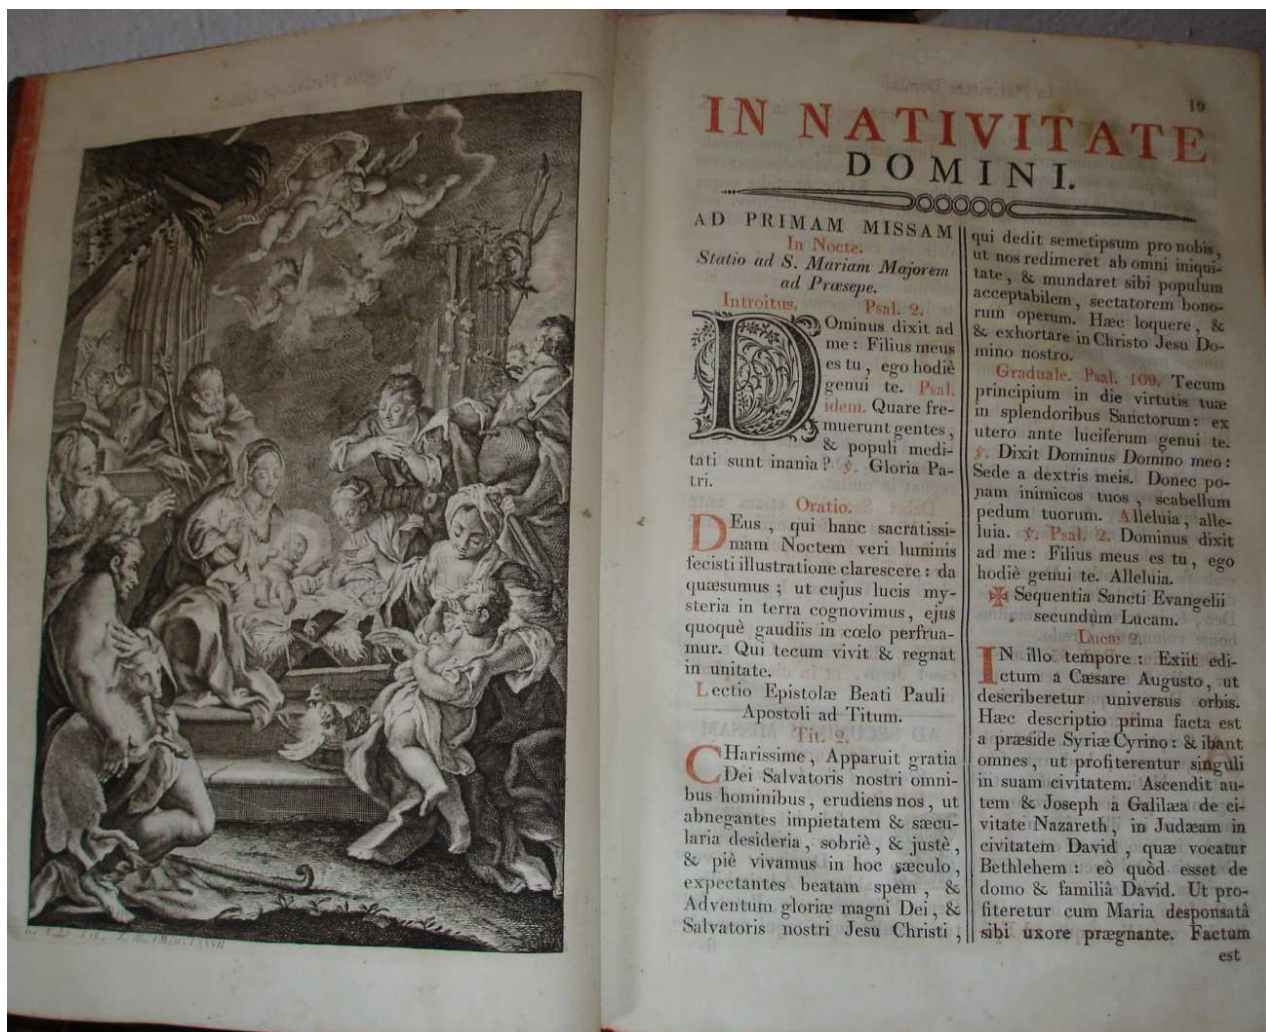 19
IN NATIVITATE
DOMINI.
AD PRIMAM MISSAM
In Nocte.
Statio ad S. Mariam Majorem
ad Præsepe.
Introitus. Psal. 2.
DOminus dixit ad
me : Filius meus
es tu , ego hodiè
genui te. Psal.
idem. Quare fre-
muerunt gentes ,
& populi medi-
tati sunt inania? ℣. Gloria Pa-
tri.
Oratio.
DEus , qui hanc sacratissi-
mam Noctem veri luminis
fecisti illustratione clarescere : da
quæsumus ; ut cujus lucis my-
steria in terra cognovimus , ejus
quoquè gaudiis in cœlo perfrua-
mur. Qui tecum vivit & regnat
in unitate.
Lectio Epistolæ Beati Pauli
Apostoli ad Titum.
Tit. 2.
CHarissime , Apparuit gratia
Dei Salvatoris nostri omni-
bus hominibus , erudiens nos , ut
abnegantes impietatem & sæcu-
laria desideria , sobriè , & justè ,
& piè vivamus in hoc sæculo ,
expectantes beatam spem , &
Adventum gloriæ magni Dei , &
Salvatoris nostri Jesu Christi ,
qui dedit semetipsum pro nobis ,
ut nos redimeret ab omni iniqui-
tate , & mundaret sibi populum
acceptabilem , sectatorem bono-
rum operum. Hæc loquere , &
& exhortare in Christo Jesu Do-
mino nostro.
Graduale. Psal. 109. Tecum
principium in die virtutis tuæ
in splendoribus Sanctorum : ex
utero ante luciferum genui te.
℣. Dixit Dominus Domino meo :
Sede a dextris meis. Donec po-
nam inimicos tuos , scabellum
pedum tuorum. Alleluia , alle-
luia. ℣. Psal. 2. Dominus dixit
ad me : Filius meus es tu , ego
hodiè genui te. Alleluia.
✠ Sequentia Sancti Evangelii
secundùm Lucam.
Lucæ 2.
IN illo tempore : Exiit edi-
ctum a Cæsare Augusto , ut
describeretur universus orbis.
Hæc descriptio prima facta est
a præside Syriæ Cyrino : & ibant
omnes , ut profiterentur singuli
in suam civitatem. Ascendit au-
tem & Joseph a Galilæa de ci-
vitate Nazareth , in Judæam in
civitatem David , quæ vocatur
Bethlehem : eò quòd esset de
domo & familiâ David. Ut pro-
fiteretur cum Maria desponsatâ
sibi uxore prægnante. Factum
est